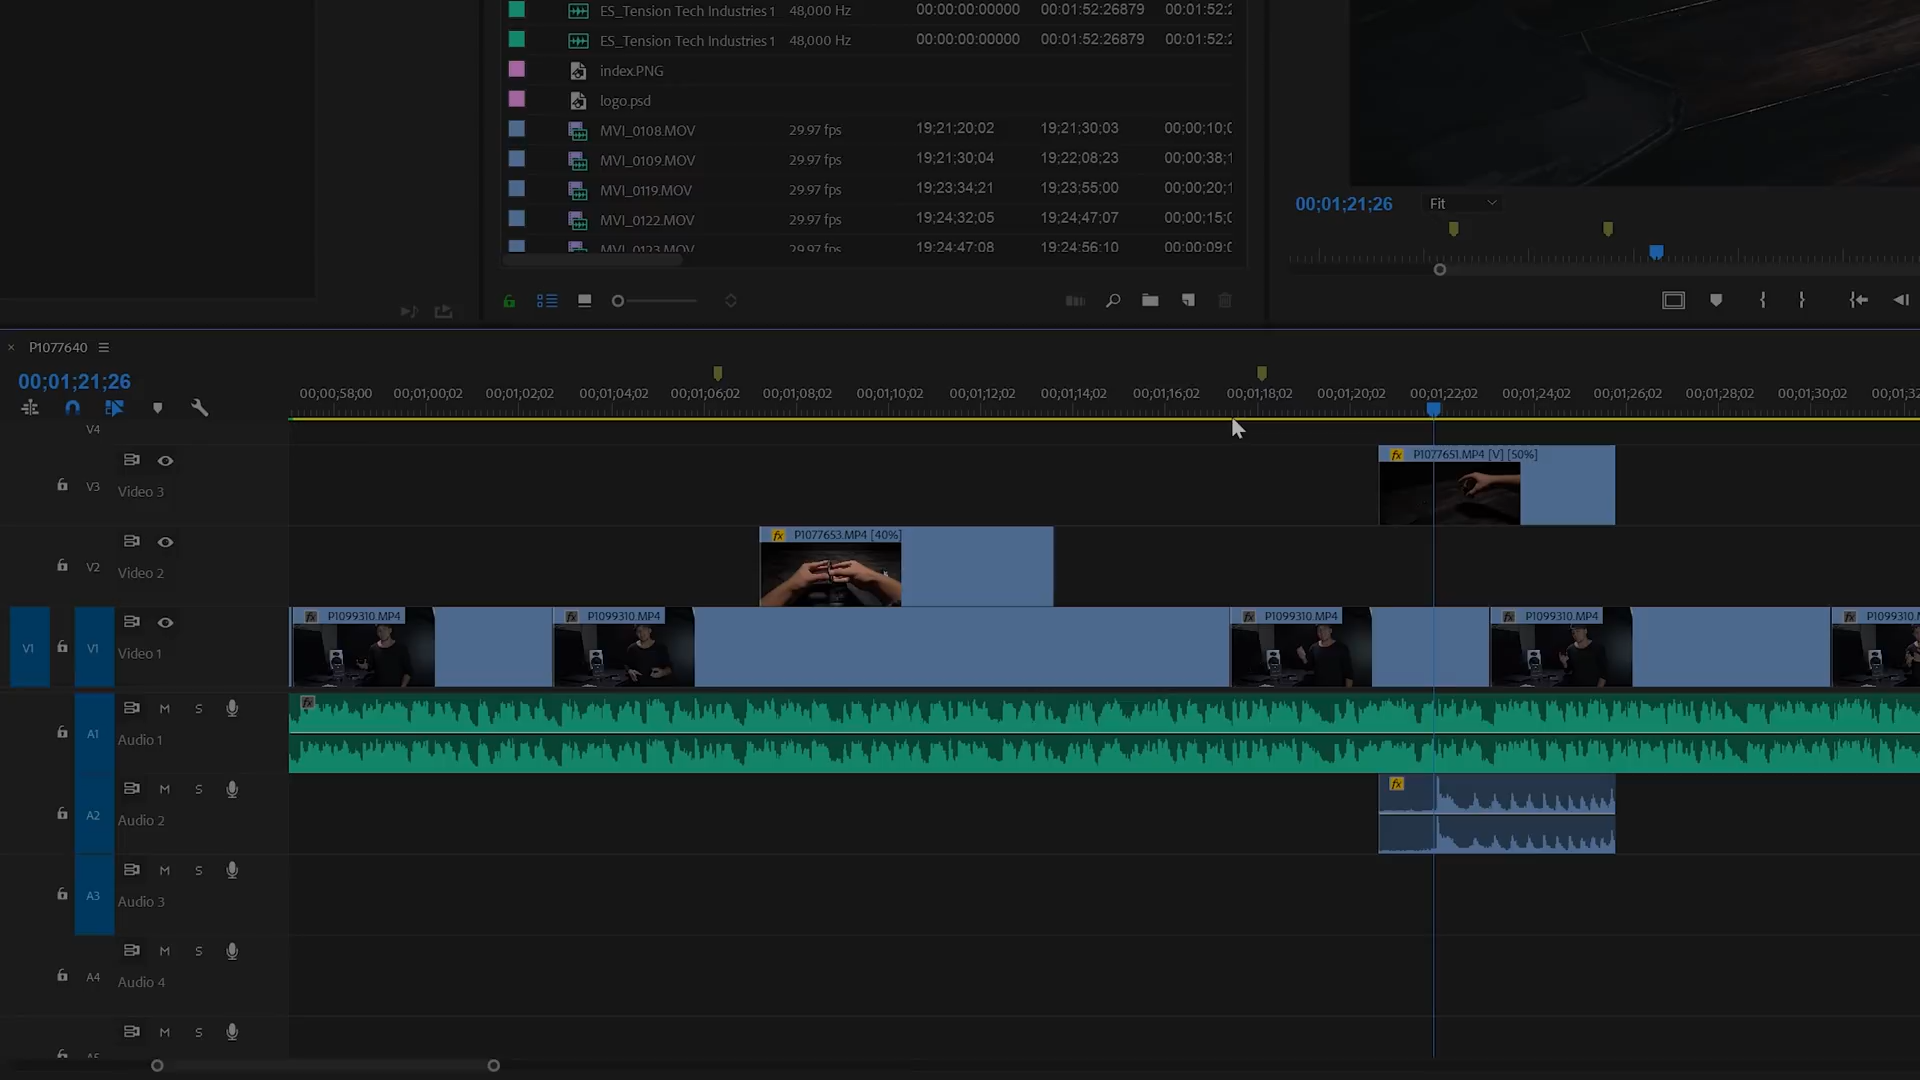 ES_Tension Tech Industries 1 48,000 Hz 00:00:00:00000 00:01:52:26879 00:01:52:2
ES_Tension Tech Industries 1 48,000 Hz 00:00:00:00000 00:01:52:26879 00:01:52:2
index.PNG
logo.psd
MVI_0108.MOV 29.97 fps 19;21;20;02 19;21;30;03 00;00;10;0
MVI_0109.MOV 29.97 fps 19;21;30;04 19;22;08;23 00;00;38;1
MVI_0119.MOV 29.97 fps 19;23;34;21 19;23;55;00 00;00;20;1
MVI_0122.MOV 29.97 fps 19;24;32;05 19;24;47;07 00;00;15;0
MVI_0123.MOV 29.97 fps 19;24;47;08 19;24;56;10 00;00;09;0
00;01;21;26 Fit
× P1077640
00;01;21;26
00;00;58;00 00;01;00;02 00;01;02;02 00;01;04;02 00;01;06;02 00;01;08;02 00;01;10;02 00;01;12;02 00;01;14;02 00;01;16;02 00;01;18;02 00;01;20;02 00;01;22;02 00;01;24;02 00;01;26;02 00;01;28;02 00;01;30;02 00;01;32
V4
P1077651.MP4 [V] [50%]
V3 Video 3
P1077653.MP4 [40%]
V2 Video 2
P1099310.MP4 P1099310.MP4 P1099310.MP4 P1099310.MP4 P1099310.M
V1 V1 Video 1
M S
A1 Audio 1
M S
A2 Audio 2
M S
A3 Audio 3
M S
A4 Audio 4
M S
A5
fx fx fx fx fx fx fx fx fx